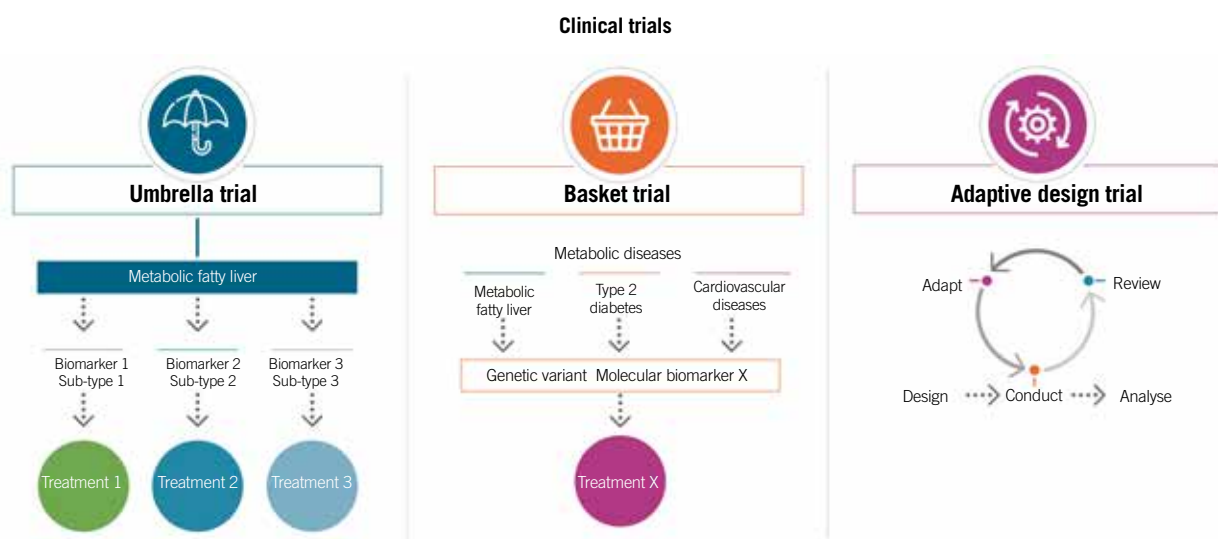 Clinical trials
Umbrella trial
Metabolic fatty liver
Biomarker 1
Sub-type 1
Biomarker 2
Sub-type 2
Biomarker 3
Sub-type 3
Treatment 1
Treatment 2
Treatment 3
Basket trial
Metabolic diseases
Metabolic
fatty liver
Type 2
diabetes
Cardiovascular
diseases
Genetic variant Molecular biomarker X
Treatment X
Adaptive design trial
Adapt
Review
Design
Conduct
Analyse